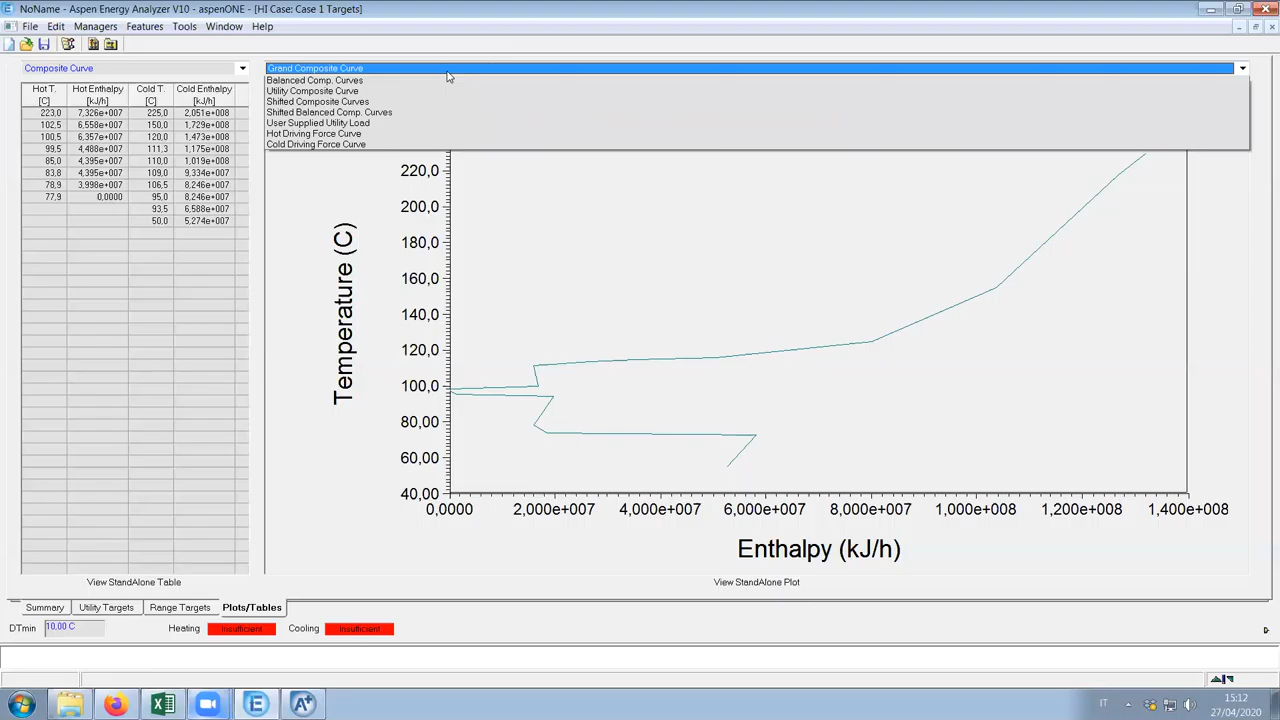 NoName - Aspen Energy Analyzer V10 - aspenONE - [HI Case: Case 1 Targets]
File Edit Managers Features Tools Window Help
Composite Curve
Grand Composite Curve
Balanced Comp. Curves
Utility Composite Curve
Shifted Composite Curves
Shifted Balanced Comp. Curves
User Supplied Utility Load
Hot Driving Force Curve
Cold Driving Force Curve
Hot T. Hot Enthalpy Cold T. Cold Enthalpy
[C] [kJ/h] [C] [kJ/h]
223,0 7,326e+007 225,0 2,051e+008
102,5 6,558e+007 150,0 1,729e+008
100,5 6,357e+007 120,0 1,473e+008
99,5 4,488e+007 111,3 1,175e+008
85,0 4,395e+007 110,0 1,019e+008
83,8 4,395e+007 109,0 9,334e+007
78,9 3,998e+007 106,5 8,246e+007
77,9 0,0000 95,0 8,246e+007
93,5 6,588e+007
50,0 5,274e+007
220,0
200,0
180,0
160,0
140,0
120,0
100,0
80,00
60,00
40,00
Temperature (C)
0,0000 2,000e+007 4,000e+007 6,000e+007 8,000e+007 1,000e+008 1,200e+008 1,400e+008
Enthalpy (kJ/h)
View StandAlone Table
View StandAlone Plot
Summary Utility Targets Range Targets Plots/Tables
DTmin 10,00 C Heating Insufficient Cooling Insufficient
IT
15:12
27/04/2020